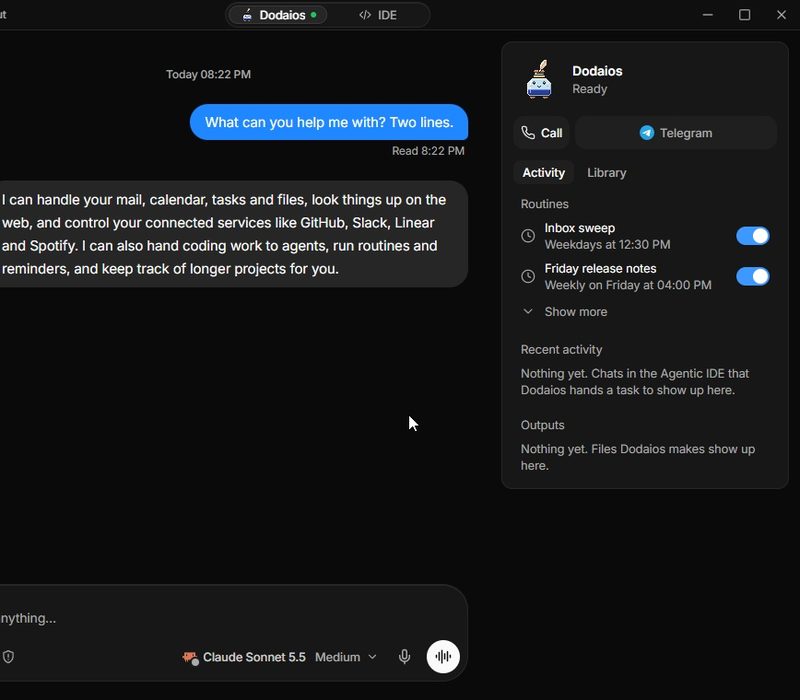 ut
Dodaios
IDE
Today 08:22 PM
What can you help me with? Two lines.
Read 8:22 PM
I can handle your mail, calendar, tasks and files, look things up on the
web, and control your connected services like GitHub, Slack, Linear
and Spotify. I can also hand coding work to agents, run routines and
reminders, and keep track of longer projects for you.
nything...
Claude Sonnet 5.5 Medium
Dodaios
Ready
Call
Telegram
Activity
Library
Routines
Inbox sweep
Weekdays at 12:30 PM
Friday release notes
Weekly on Friday at 04:00 PM
Show more
Recent activity
Nothing yet. Chats in the Agentic IDE that
Dodaios hands a task to show up here.
Outputs
Nothing yet. Files Dodaios makes show up
here.